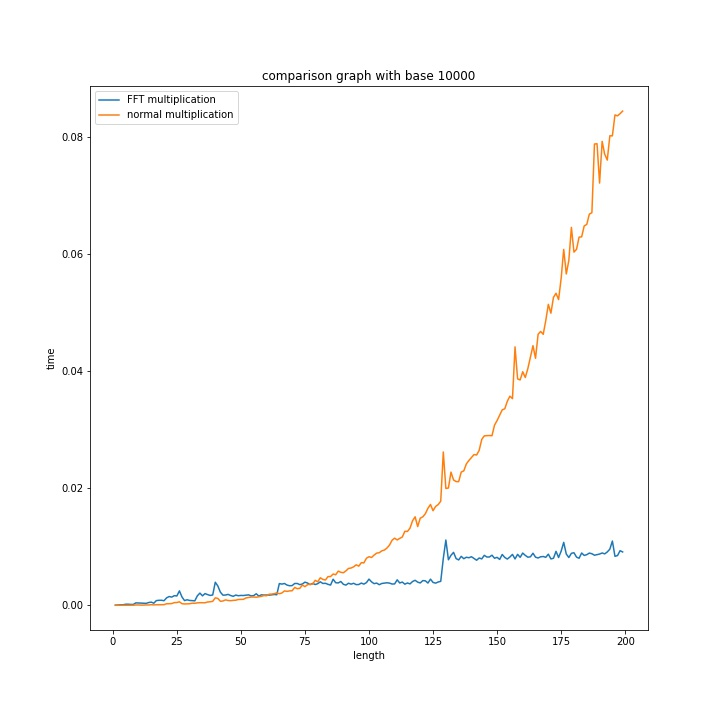 comparison graph with base 10000
FFT multiplication
normal multiplication
0.08
0.06
0.04
0.02
0.00
time
0 25 50 75 100 125 150 175 200
length